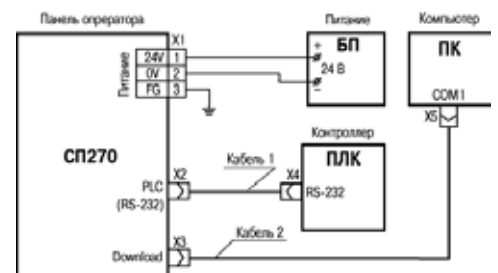 Панель опрератора
Питание
Компьютер
X1
Питание
24V 1
0V 2
FG 3
+ БП
24 В
–
ПК
COM1
X5
СП270
Контроллер
ПЛК
Кабель 1
X2
X4
PLC
(RS-232)
RS-232
Кабель 2
X3
Download